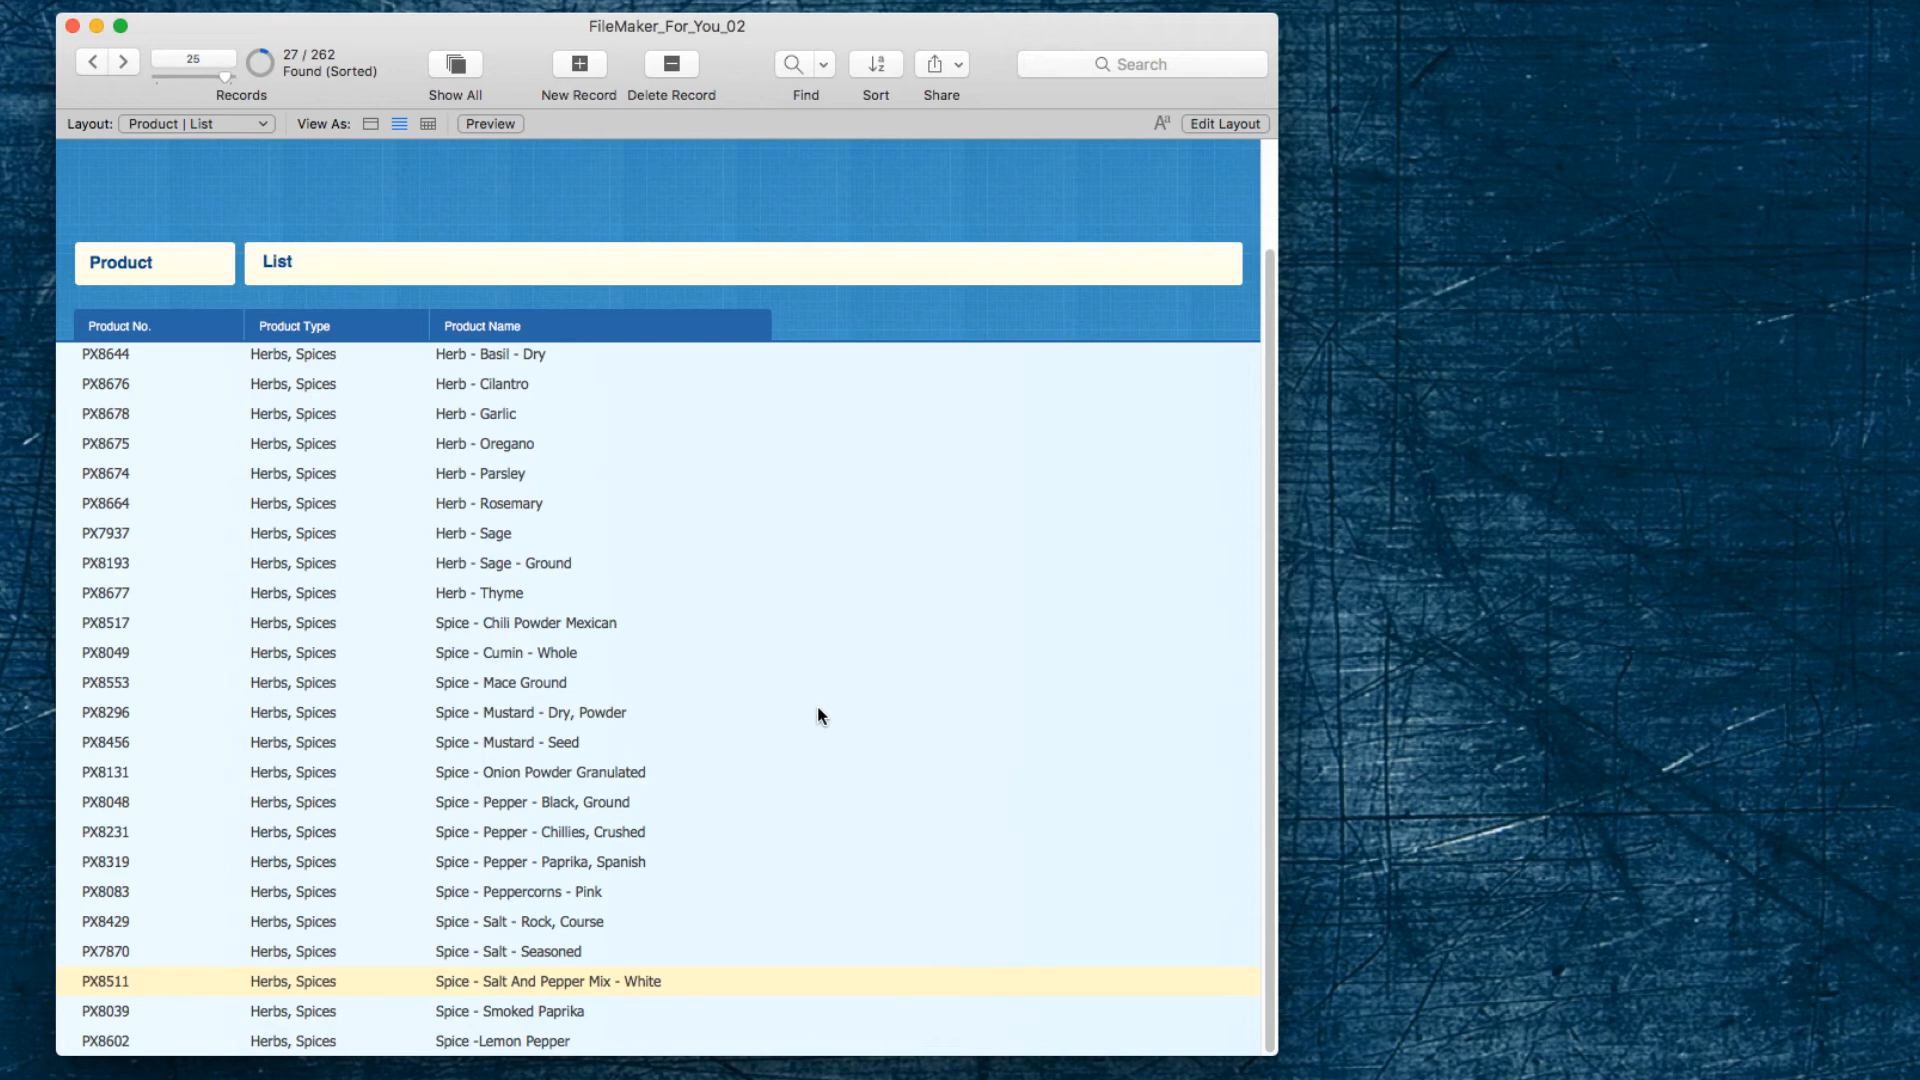 FileMaker_For_You_02
25
27 / 262
Found (Sorted)
Search
Records
Show All
New Record
Delete Record
Find
Sort
Share
Layout: Product | List
View As:
Preview
Aª
Edit Layout
Product
List
Product No. Product Type Product Name
PX8644 Herbs, Spices Herb - Basil - Dry
PX8676 Herbs, Spices Herb - Cilantro
PX8678 Herbs, Spices Herb - Garlic
PX8675 Herbs, Spices Herb - Oregano
PX8674 Herbs, Spices Herb - Parsley
PX8664 Herbs, Spices Herb - Rosemary
PX7937 Herbs, Spices Herb - Sage
PX8193 Herbs, Spices Herb - Sage - Ground
PX8677 Herbs, Spices Herb - Thyme
PX8517 Herbs, Spices Spice - Chili Powder Mexican
PX8049 Herbs, Spices Spice - Cumin - Whole
PX8553 Herbs, Spices Spice - Mace Ground
PX8296 Herbs, Spices Spice - Mustard - Dry, Powder
PX8456 Herbs, Spices Spice - Mustard - Seed
PX8131 Herbs, Spices Spice - Onion Powder Granulated
PX8048 Herbs, Spices Spice - Pepper - Black, Ground
PX8231 Herbs, Spices Spice - Pepper - Chillies, Crushed
PX8319 Herbs, Spices Spice - Pepper - Paprika, Spanish
PX8083 Herbs, Spices Spice - Peppercorns - Pink
PX8429 Herbs, Spices Spice - Salt - Rock, Course
PX7870 Herbs, Spices Spice - Salt - Seasoned
PX8511 Herbs, Spices Spice - Salt And Pepper Mix - White
PX8039 Herbs, Spices Spice - Smoked Paprika
PX8602 Herbs, Spices Spice -Lemon Pepper